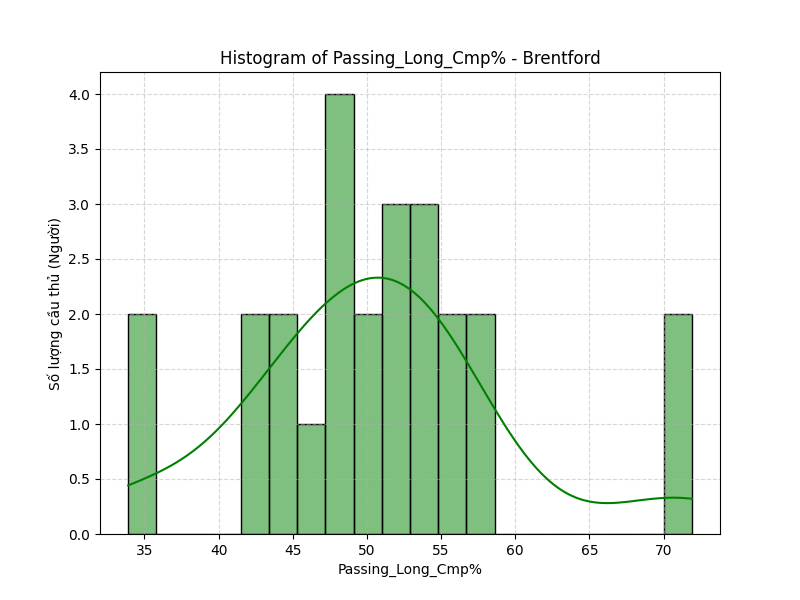 Histogram of Passing_Long_Cmp% - Brentford
Số lượng cầu thủ (Người)
4.0
3.5
3.0
2.5
2.0
1.5
1.0
0.5
0.0
35 40 45 50 55 60 65 70
Passing_Long_Cmp%